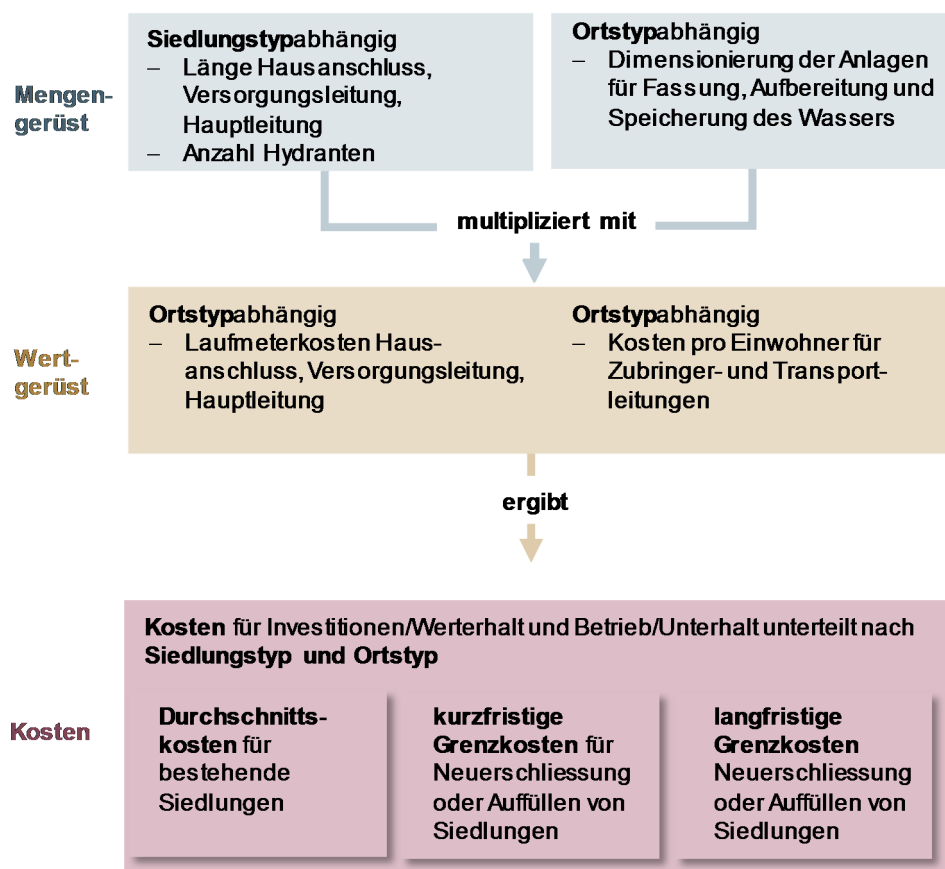 Mengen-
gerüst
Siedlungstypabhängig
– Länge Hausanschluss,
Versorgungsleitung,
Hauptleitung
– Anzahl Hydranten
Ortstypabhängig
– Dimensionierung der Anlagen
für Fassung, Aufbereitung und
Speicherung des Wassers
multipliziert mit
Wert-
gerüst
Ortstypabhängig
– Laufmeterkosten Haus-
anschluss, Versorgungsleitung,
Hauptleitung
Ortstypabhängig
– Kosten pro Einwohner für
Zubringer- und Transport-
leitungen
ergibt
Kosten
Kosten für Investitionen/Werterhalt und Betrieb/Unterhalt unterteilt nach
Siedlungstyp und Ortstyp
Durchschnitts-
kosten für
bestehende
Siedlungen
kurzfristige
Grenzkosten für
Neuerschliessung
oder Auffüllen von
Siedlungen
langfristige
Grenzkosten
Neuerschliessung
oder Auffüllen von
Siedlungen